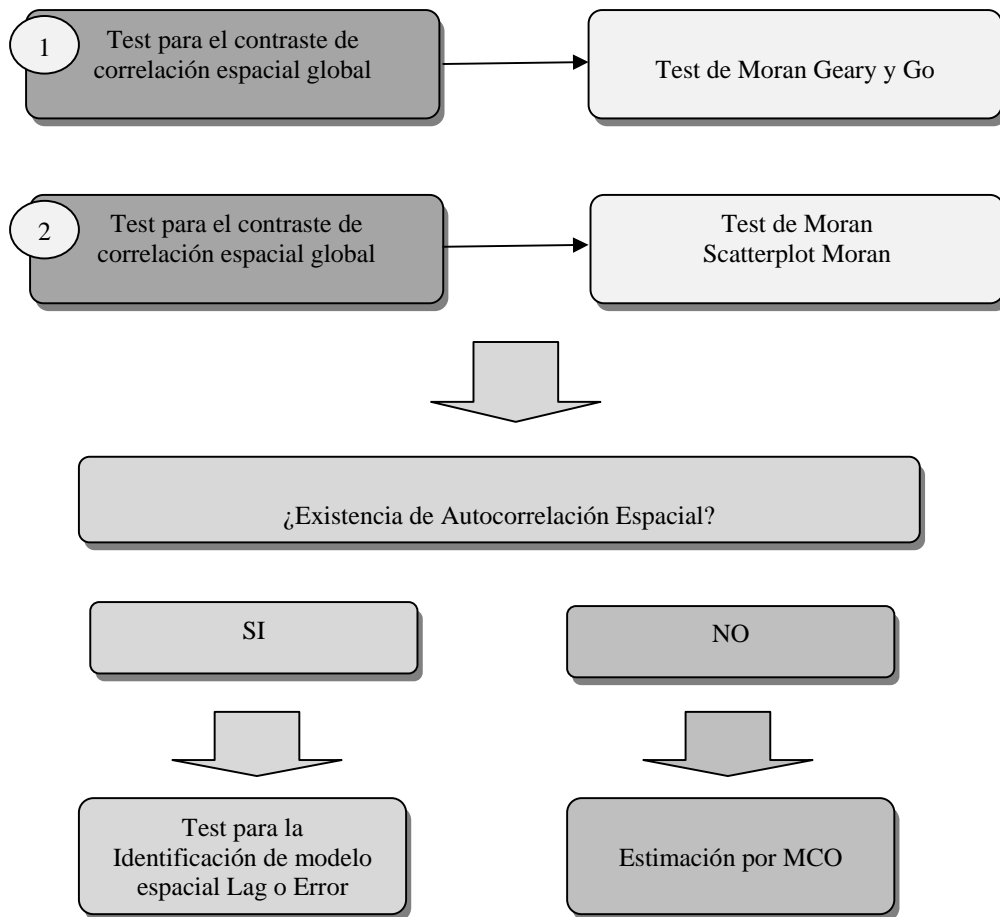 1
Test para el contraste de
correlación espacial global
Test de Moran Geary y Go
2
Test para el contraste de
correlación espacial global
Test de Moran
Scatterplot Moran
¿Existencia de Autocorrelación Espacial?
SI
NO
Test para la
Identificación de modelo
espacial Lag o Error
Estimación por MCO